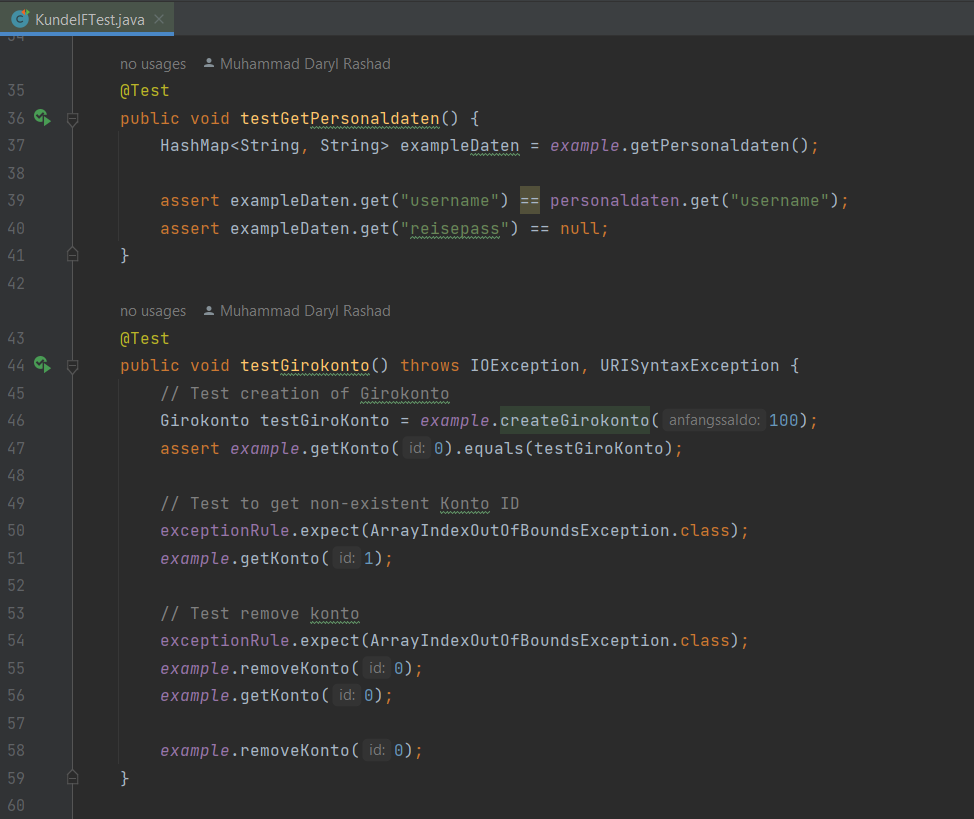 KundeIFTest.java
34
no usages Muhammad Daryl Rashad
35 @Test
36 public void testGetPersonaldaten() {
37 HashMap<String, String> exampleDaten = example.getPersonaldaten();
38
39 assert exampleDaten.get("username") == personaldaten.get("username");
40 assert exampleDaten.get("reisepass") == null;
41 }
42
no usages Muhammad Daryl Rashad
43 @Test
44 public void testGirokonto() throws IOException, URISyntaxException {
45 // Test creation of Girokonto
46 Girokonto testGiroKonto = example.createGirokonto( anfangssaldo: 100);
47 assert example.getKonto( id: 0).equals(testGiroKonto);
48
49 // Test to get non-existent Konto ID
50 exceptionRule.expect(ArrayIndexOutOfBoundsException.class);
51 example.getKonto( id: 1);
52
53 // Test remove konto
54 exceptionRule.expect(ArrayIndexOutOfBoundsException.class);
55 example.removeKonto( id: 0);
56 example.getKonto( id: 0);
57
58 example.removeKonto( id: 0);
59 }
60